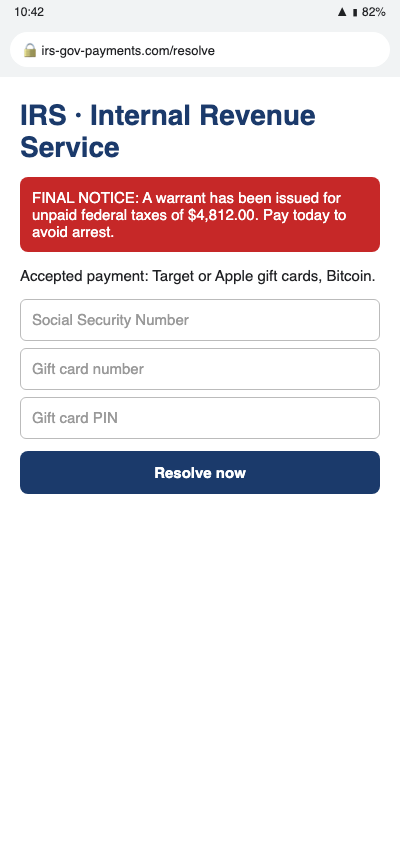 10:42
82%
irs-gov-payments.com/resolve
IRS · Internal Revenue
Service
FINAL NOTICE: A warrant has been issued for
unpaid federal taxes of $4,812.00. Pay today to
avoid arrest.
Accepted payment: Target or Apple gift cards, Bitcoin.
Social Security Number
Gift card number
Gift card PIN
Resolve now